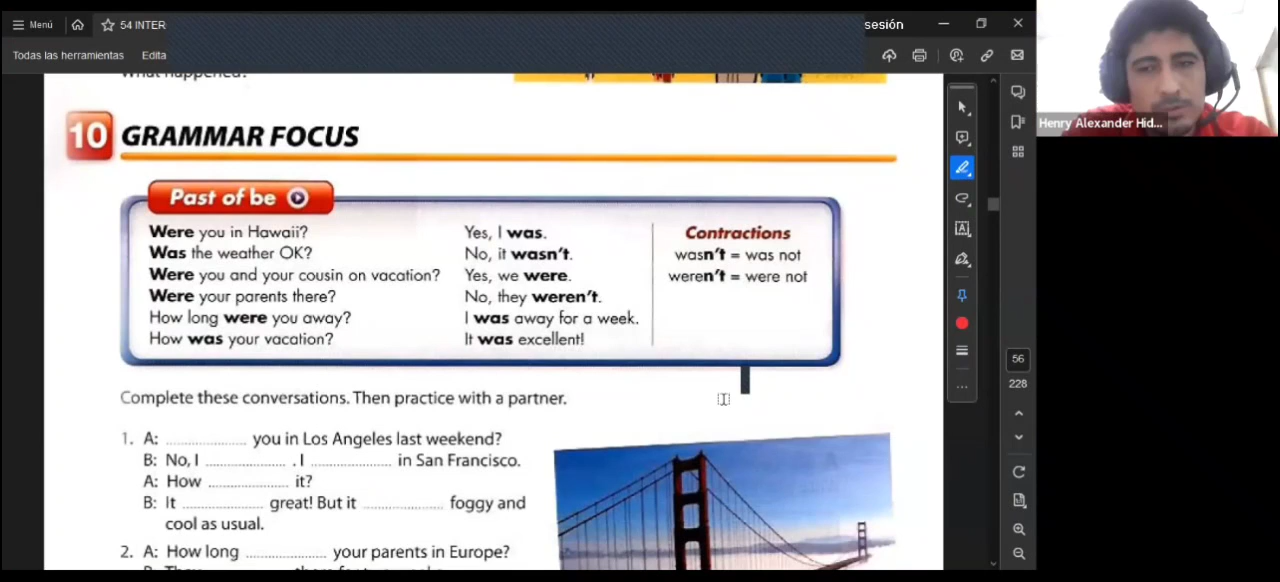 Menú
54 INTER
sesión
Todas las herramientas
Edita
What happened?
10 GRAMMAR FOCUS
Past of be
Were you in Hawaii? Yes, I was.
Was the weather OK? No, it wasn't.
Were you and your cousin on vacation? Yes, we were.
Were your parents there? No, they weren't.
How long were you away? I was away for a week.
How was your vacation? It was excellent!
Contractions
wasn't = was not
weren't = were not
Complete these conversations. Then practice with a partner.
1. A: .................. you in Los Angeles last weekend?
B: No, I .................. . I .................. in San Francisco.
A: How .................. it?
B: It .................. great! But it .................. foggy and
cool as usual.
2. A: How long .................. your parents in Europe?
56
228
Henry Alexander Hid...